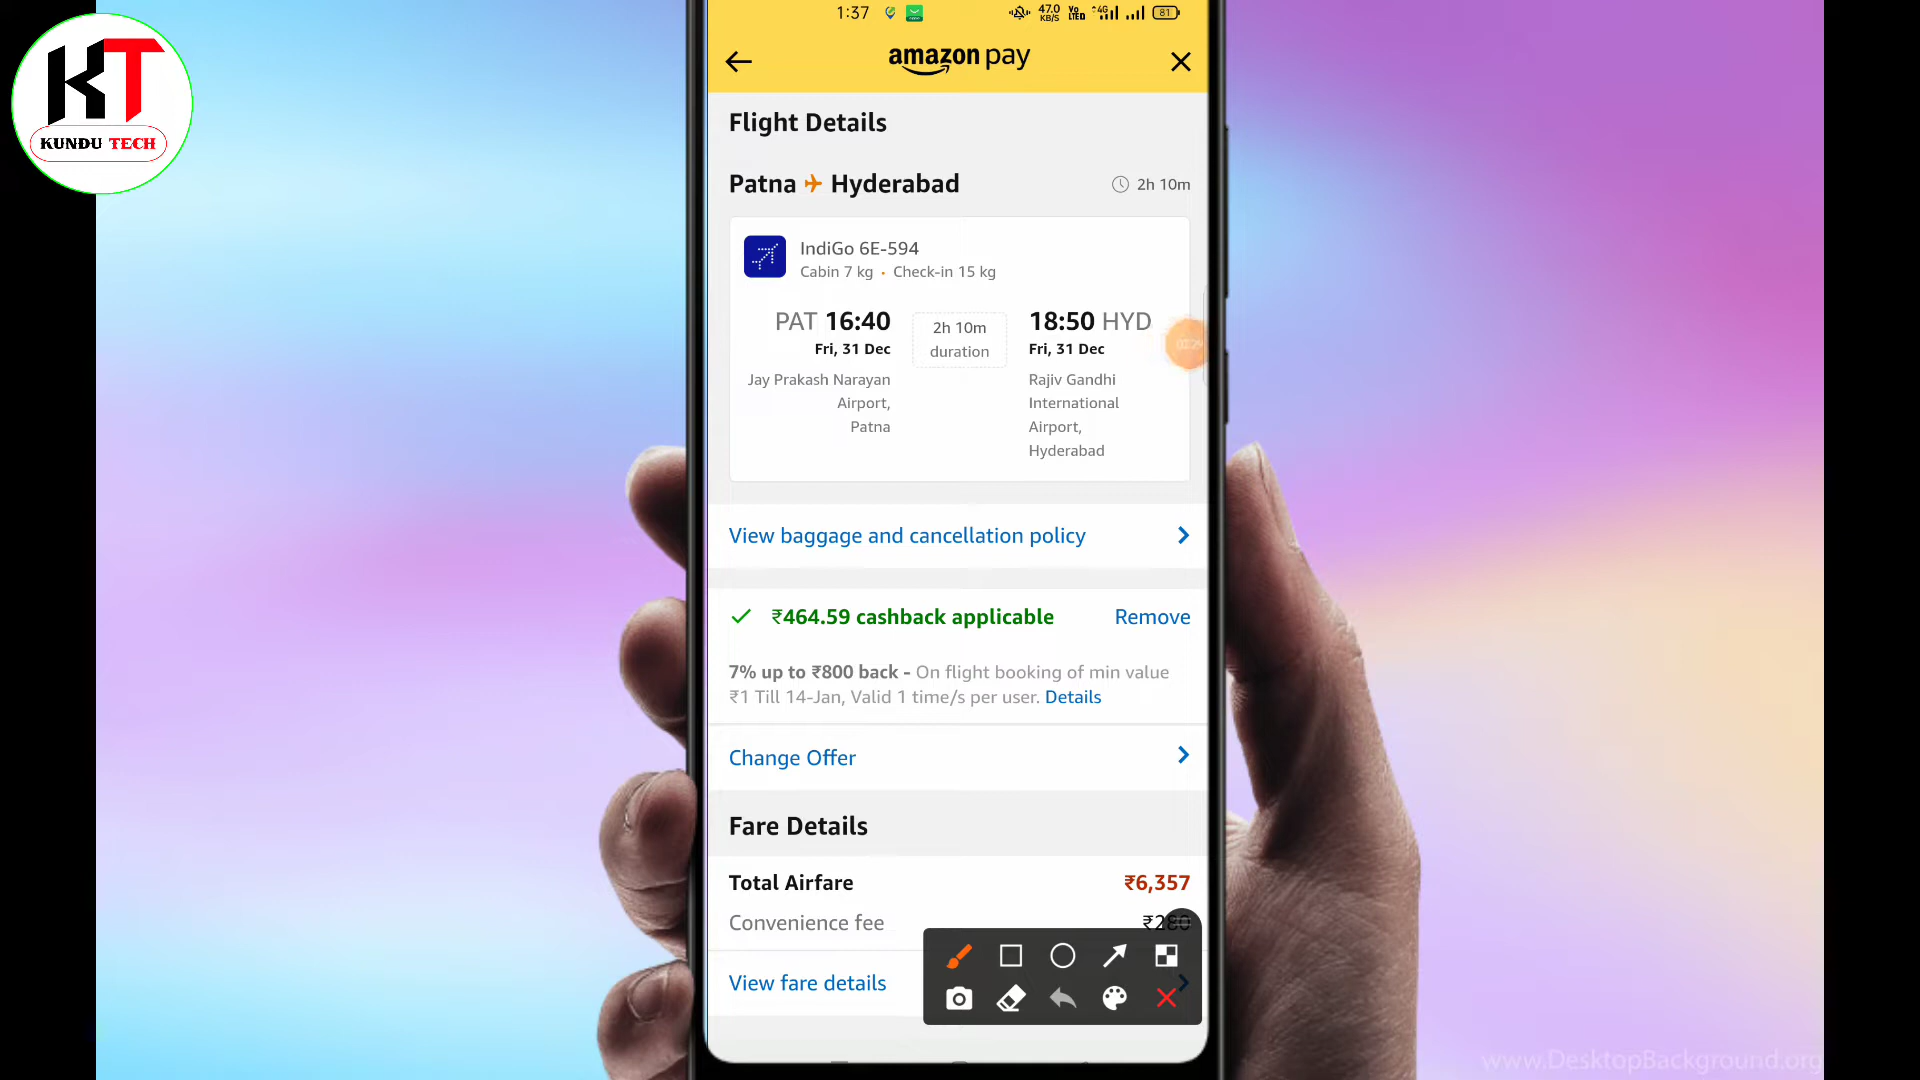 KT
KUNDU TECH
1:37
47.0 KB/S
Vo LTED
4G
81
amazon pay
Flight Details
Patna Hyderabad
2h 10m
IndiGo 6E-594
Cabin 7 kg • Check-in 15 kg
PAT 16:40
Fri, 31 Dec
Jay Prakash Narayan
Airport,
Patna
2h 10m
duration
18:50 HYD
Fri, 31 Dec
Rajiv Gandhi
International
Airport,
Hyderabad
View baggage and cancellation policy
₹464.59 cashback applicable
Remove
7% up to ₹800 back - On flight booking of min value
₹1 Till 14-Jan, Valid 1 time/s per user. Details
Change Offer
Fare Details
Total Airfare ₹6,357
Convenience fee ₹280
View fare details
www.DesktopBackground.org